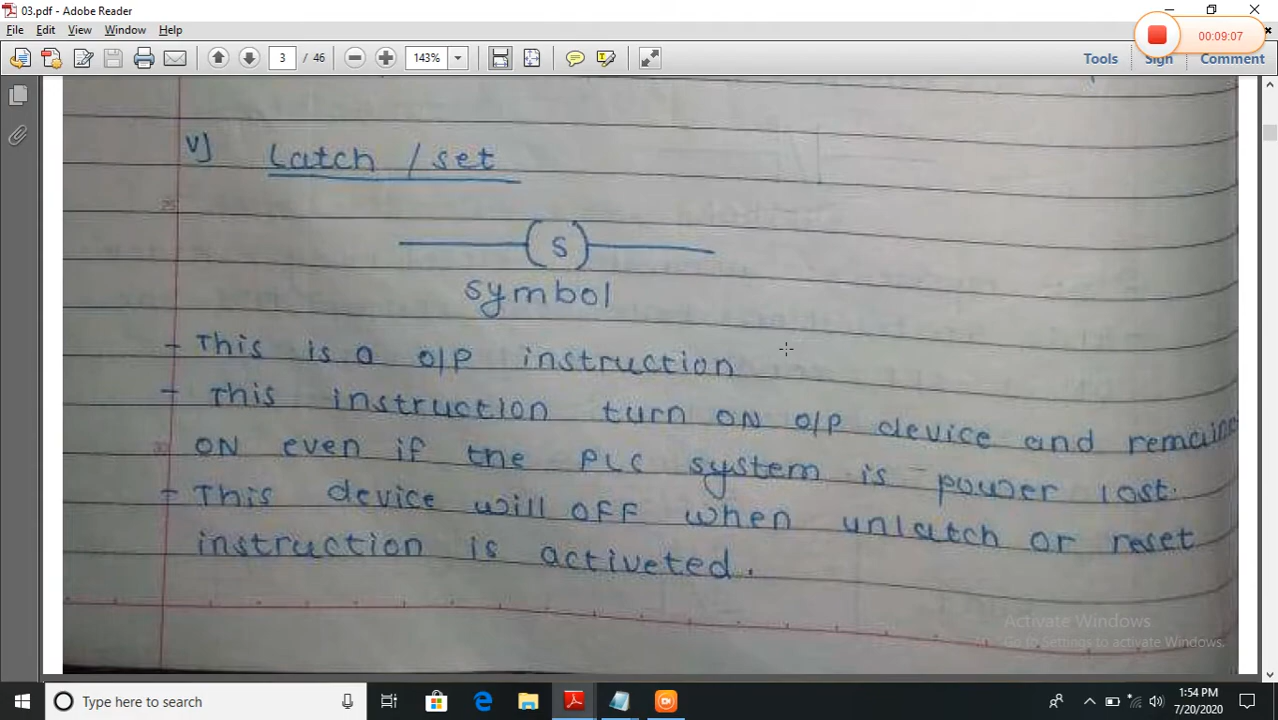 03.pdf - Adobe Reader
File Edit View Window Help
00:09:07
3 / 46 143% Tools Sign Comment
v) Latch / set
25
S
symbol
- This is a o/p instruction
- This instruction turn ON o/p device and remains
30
ON even if the PLC system is power lost.
- This device will OFF when unlatch or reset
instruction is activeted.
Activate Windows
Go to Settings to activate Windows.
Type here to search
1:54 PM
7/20/2020